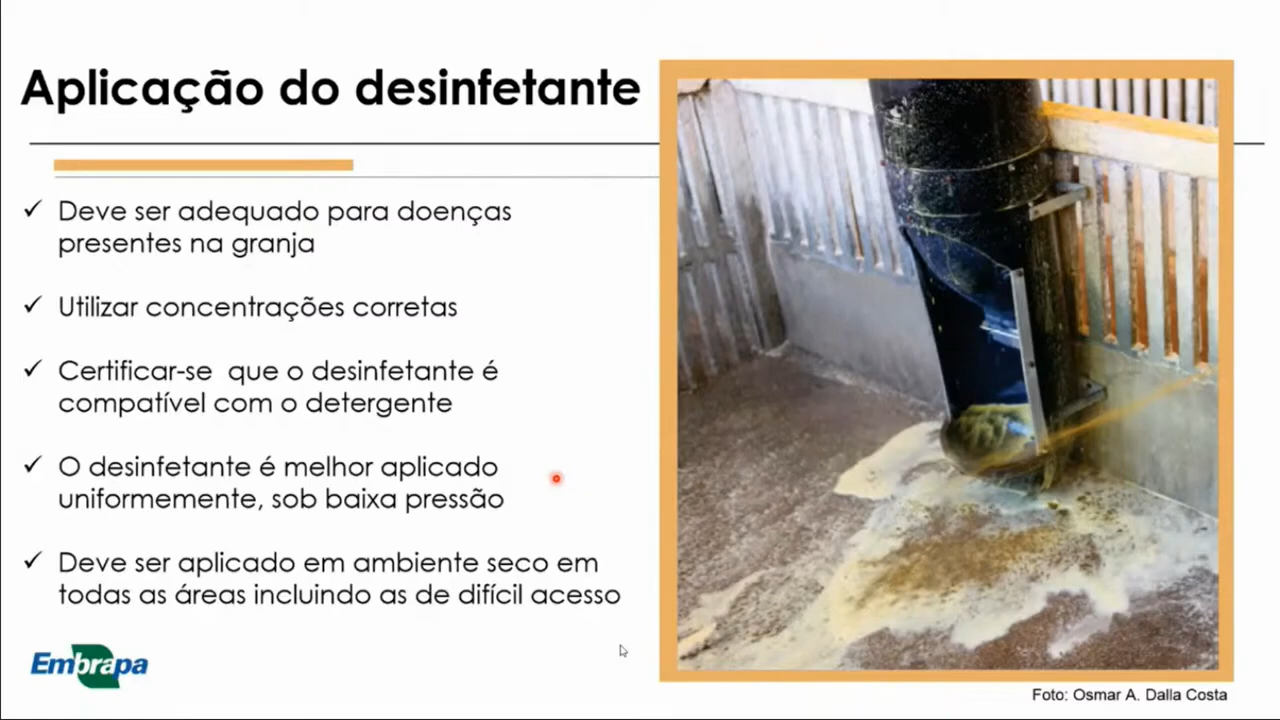 Aplicação do desinfetante
✓ Deve ser adequado para doenças
presentes na granja
✓ Utilizar concentrações corretas
✓ Certificar-se que o desinfetante é
compatível com o detergente
✓ O desinfetante é melhor aplicado
uniformemente, sob baixa pressão
✓ Deve ser aplicado em ambiente seco em
todas as áreas incluindo as de difícil acesso
Embrapa
Foto: Osmar A. Dalla Costa